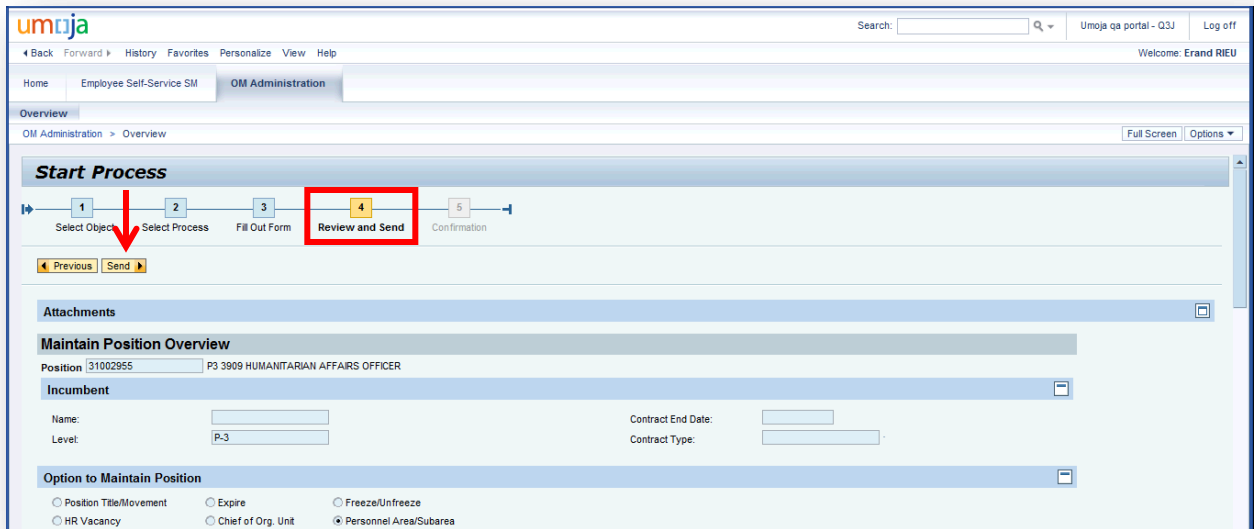 umoja
Search:
Umoja qa portal - Q3J
Log off
Back Forward History Favorites Personalize View Help
Welcome: Erand RIEU
Home Employee Self-Service SM OM Administration
Overview
OM Administration > Overview
Full Screen Options
Start Process
1 2 3 4 5
Select Object Select Process Fill Out Form Review and Send Confirmation
Previous Send
Attachments
Maintain Position Overview
Position 31002955 P3 3909 HUMANITARIAN AFFAIRS OFFICER
Incumbent
Name: Contract End Date:
Level: P-3 Contract Type:
Option to Maintain Position
Position Title/Movement Expire Freeze/Unfreeze
HR Vacancy Chief of Org. Unit Personnel Area/Subarea